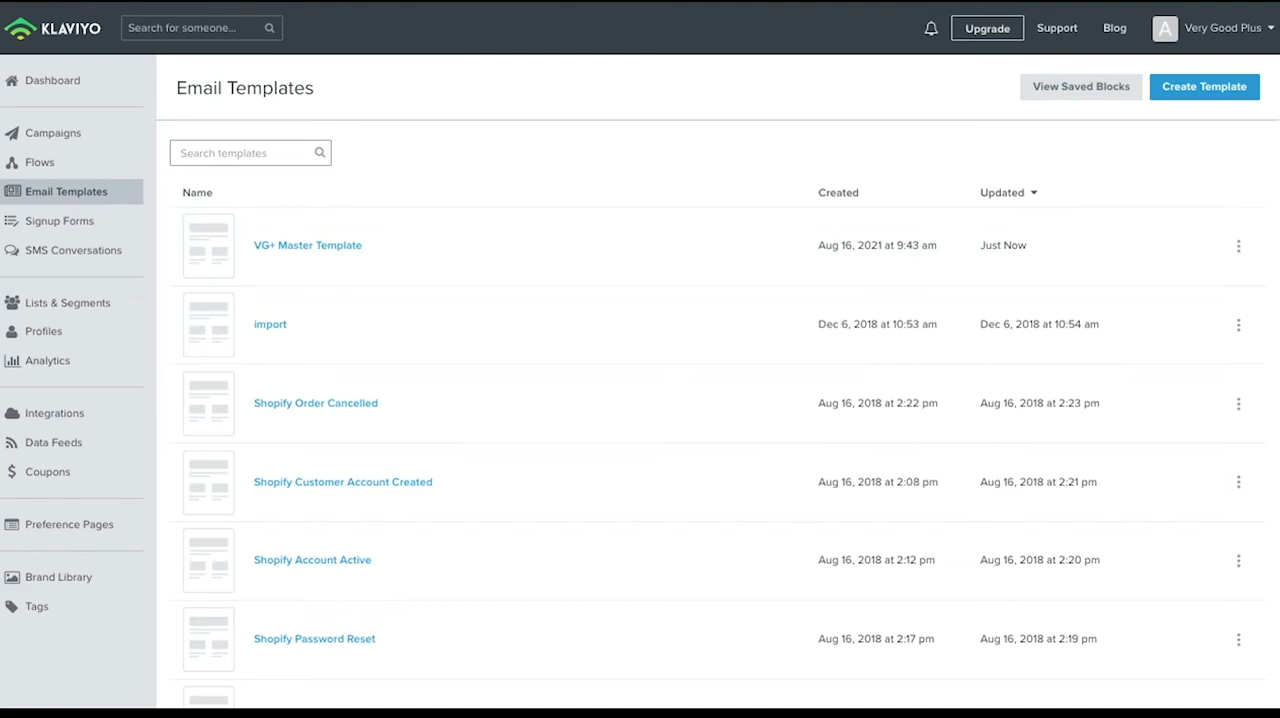 KLAVIYO
Search for someone...
Upgrade
Support
Blog
A
Very Good Plus
Dashboard
Campaigns
Flows
Email Templates
Signup Forms
SMS Conversations
Lists & Segments
Profiles
Analytics
Integrations
Data Feeds
Coupons
Preference Pages
Brand Library
Tags
Email Templates
View Saved Blocks
Create Template
Search templates
Name Created Updated
VG+ Master Template Aug 16, 2021 at 9:43 am Just Now
import Dec 6, 2018 at 10:53 am Dec 6, 2018 at 10:54 am
Shopify Order Cancelled Aug 16, 2018 at 2:22 pm Aug 16, 2018 at 2:23 pm
Shopify Customer Account Created Aug 16, 2018 at 2:08 pm Aug 16, 2018 at 2:21 pm
Shopify Account Active Aug 16, 2018 at 2:12 pm Aug 16, 2018 at 2:20 pm
Shopify Password Reset Aug 16, 2018 at 2:17 pm Aug 16, 2018 at 2:19 pm